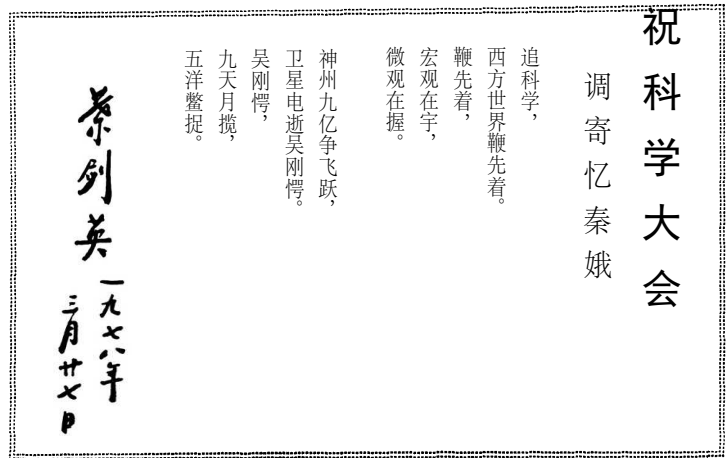 祝科学大会
调寄忆秦娥
追科学，
西方世界鞭先着。
鞭先着，
宏观在宇，
微观在握。
神州九亿争飞跃，
卫星电逝吴刚愕。
吴刚愕，
九天月揽，
五洋鳖捉。
葉剑英
一九七八年
三月廿七日